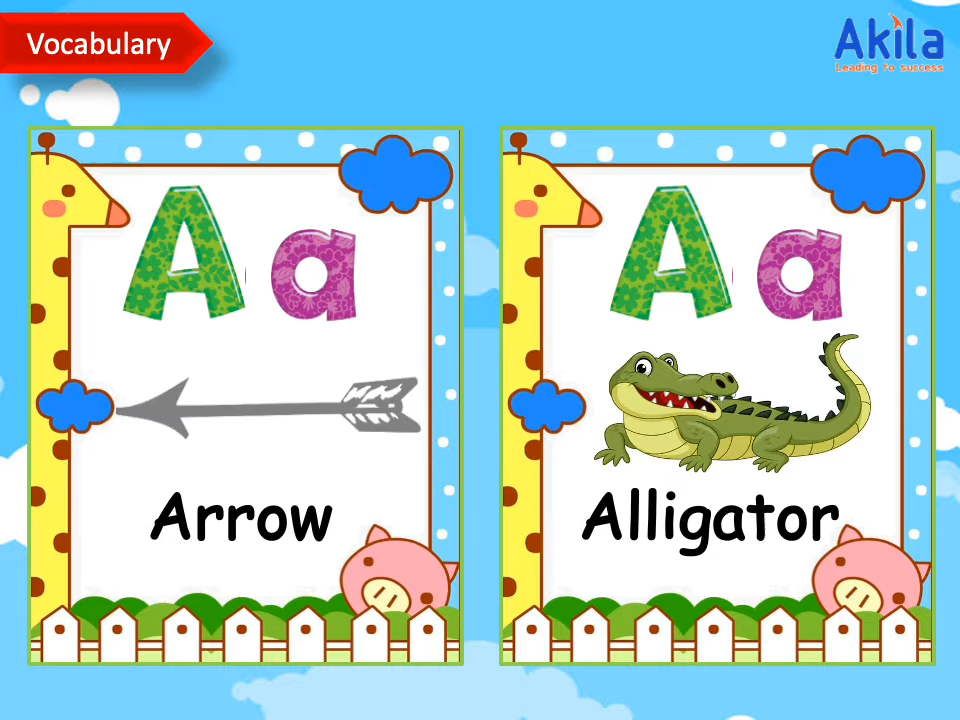 Vocabulary
Akila
Leading to success
A a
Arrow
A a
Alligator